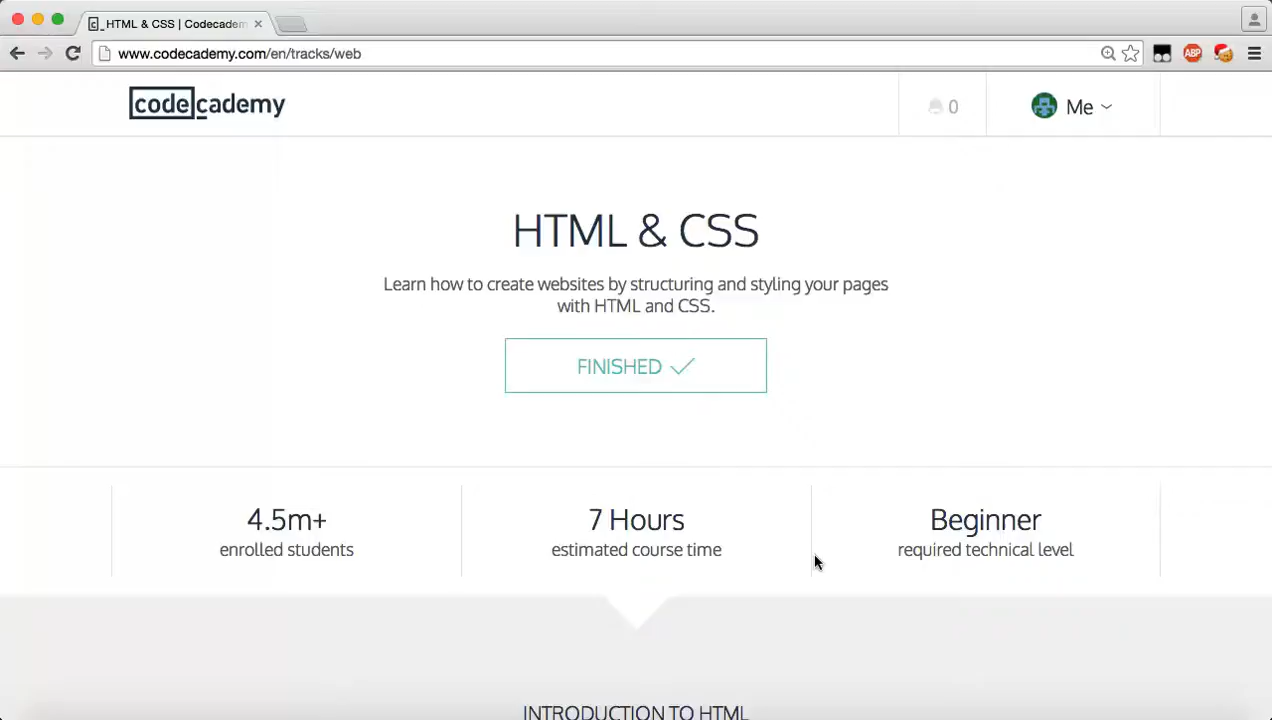 HTML & CSS | Codecadem
www.codecademy.com/en/tracks/web
ABP
codecademy
0
Me
HTML & CSS
Learn how to create websites by structuring and styling your pages
with HTML and CSS.
FINISHED
4.5m+
7 Hours
Beginner
enrolled students
estimated course time
required technical level
INTRODUCTION TO HTML